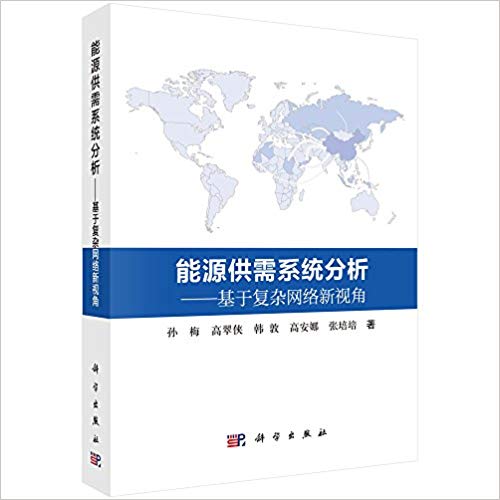 能源供需系统分析——基于复杂网络新视角
科学出版社
能源供需系统分析
——基于复杂网络新视角
孙 梅 高翠侠 韩 敦 高安娜 张培培 著
科学出版社